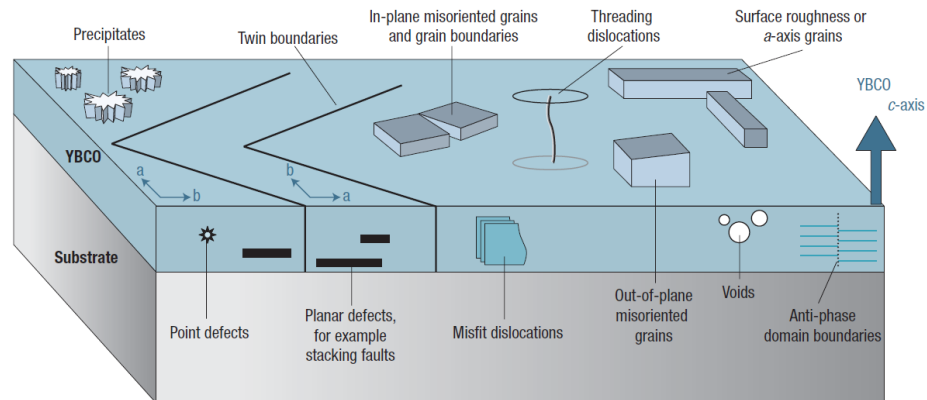 Precipitates
Twin boundaries
In-plane misoriented grains
and grain boundaries
Threading
dislocations
Surface roughness or
a-axis grains
YBCO
c-axis
YBCO
a
b
b
a
Substrate
Point defects
Planar defects,
for example
stacking faults
Misfit dislocations
Out-of-plane
misoriented
grains
Voids
Anti-phase
domain boundaries